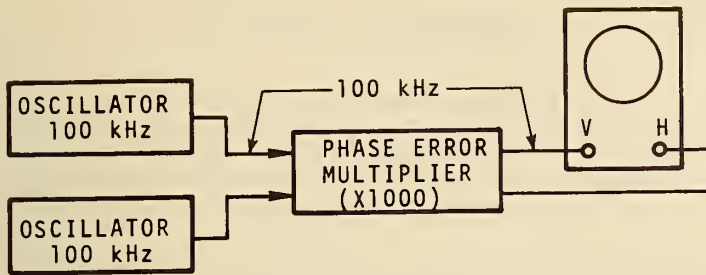 OSCILLATOR
100 kHz
100 kHz
V
H
PHASE ERROR
MULTIPLIER
(X1000)
OSCILLATOR
100 kHz